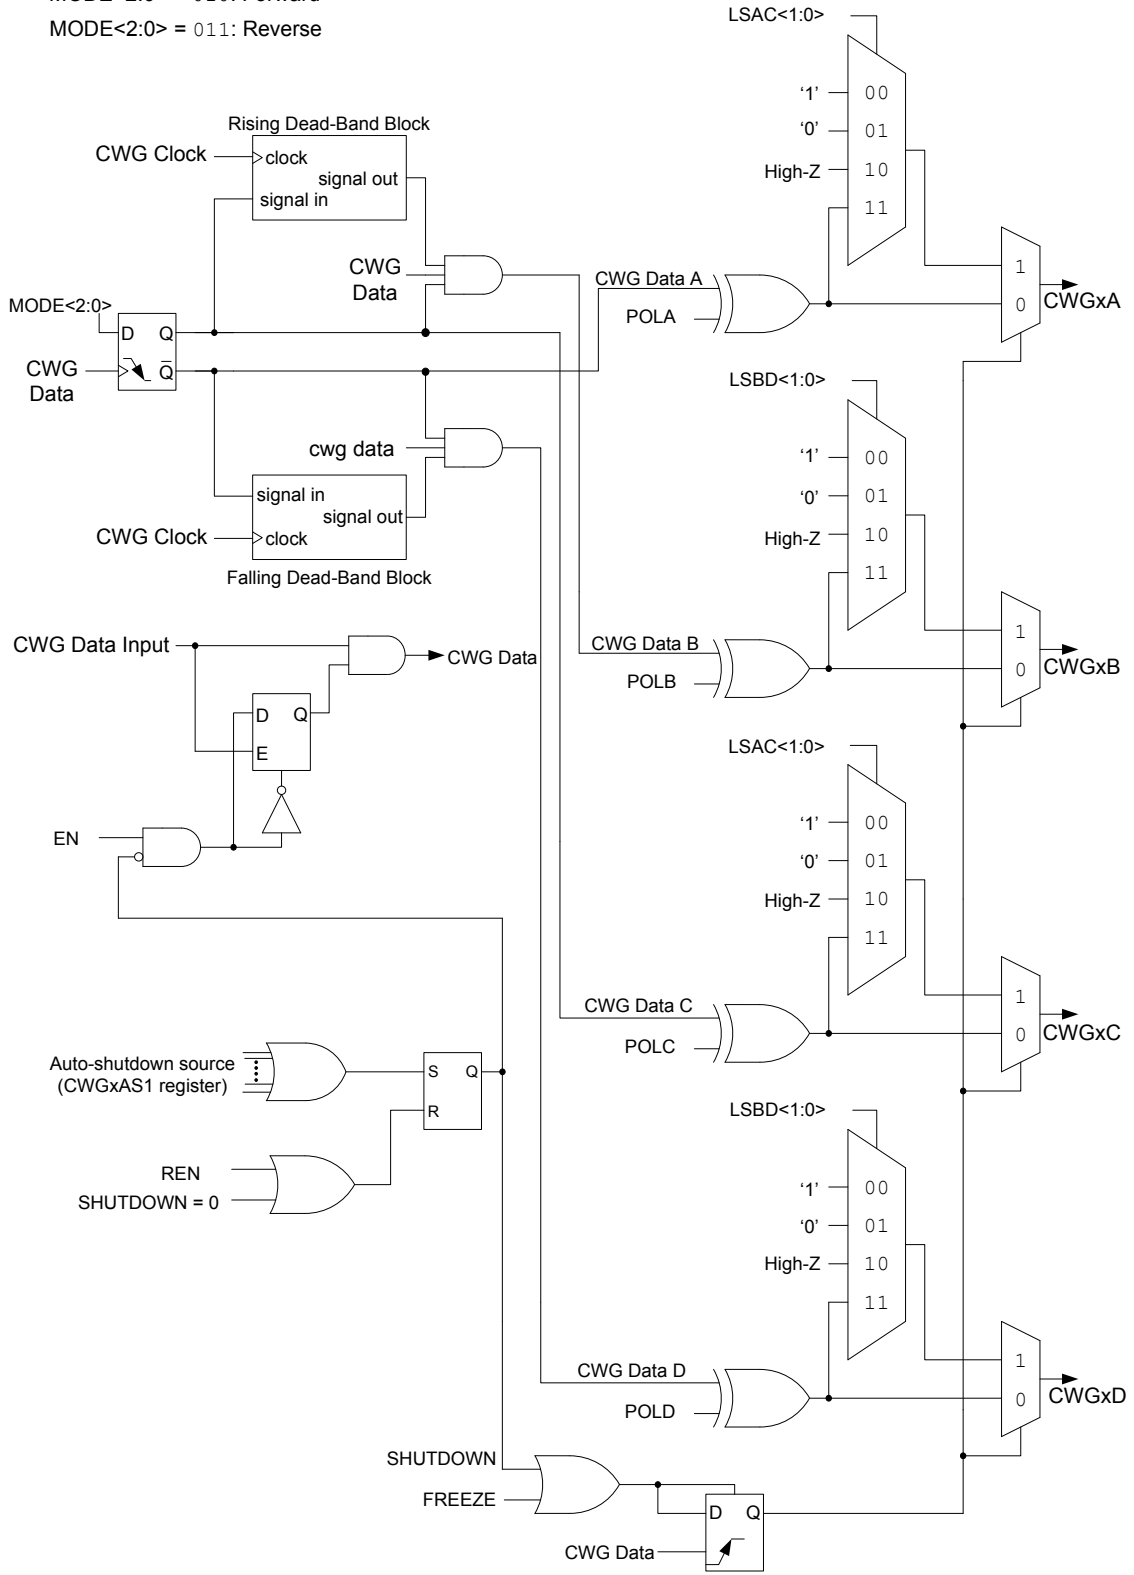 MODE<2:0> = 010: Forward
MODE<2:0> = 011: Reverse
LSAC<1:0>
‘1’
00
‘0’
01
High-Z
10
11
1
0
CWGxA
Rising Dead-Band Block
CWG Clock
clock
signal out
signal in
CWG
Data
CWG Data A
POLA
MODE<2:0>
D
Q
CWG
Data
Q
LSBD<1:0>
‘1’
00
‘0’
01
High-Z
10
11
1
0
CWGxB
cwg data
signal in
signal out
CWG Clock
clock
Falling Dead-Band Block
CWG Data Input
CWG Data
CWG Data B
POLB
D
Q
E
EN
LSAC<1:0>
‘1’
00
‘0’
01
High-Z
10
11
1
0
CWGxC
CWG Data C
POLC
Auto-shutdown source
(CWGxAS1 register)
S
Q
R
REN
SHUTDOWN = 0
LSBD<1:0>
‘1’
00
‘0’
01
High-Z
10
11
1
0
CWGxD
CWG Data D
POLD
SHUTDOWN
FREEZE
D
Q
CWG Data